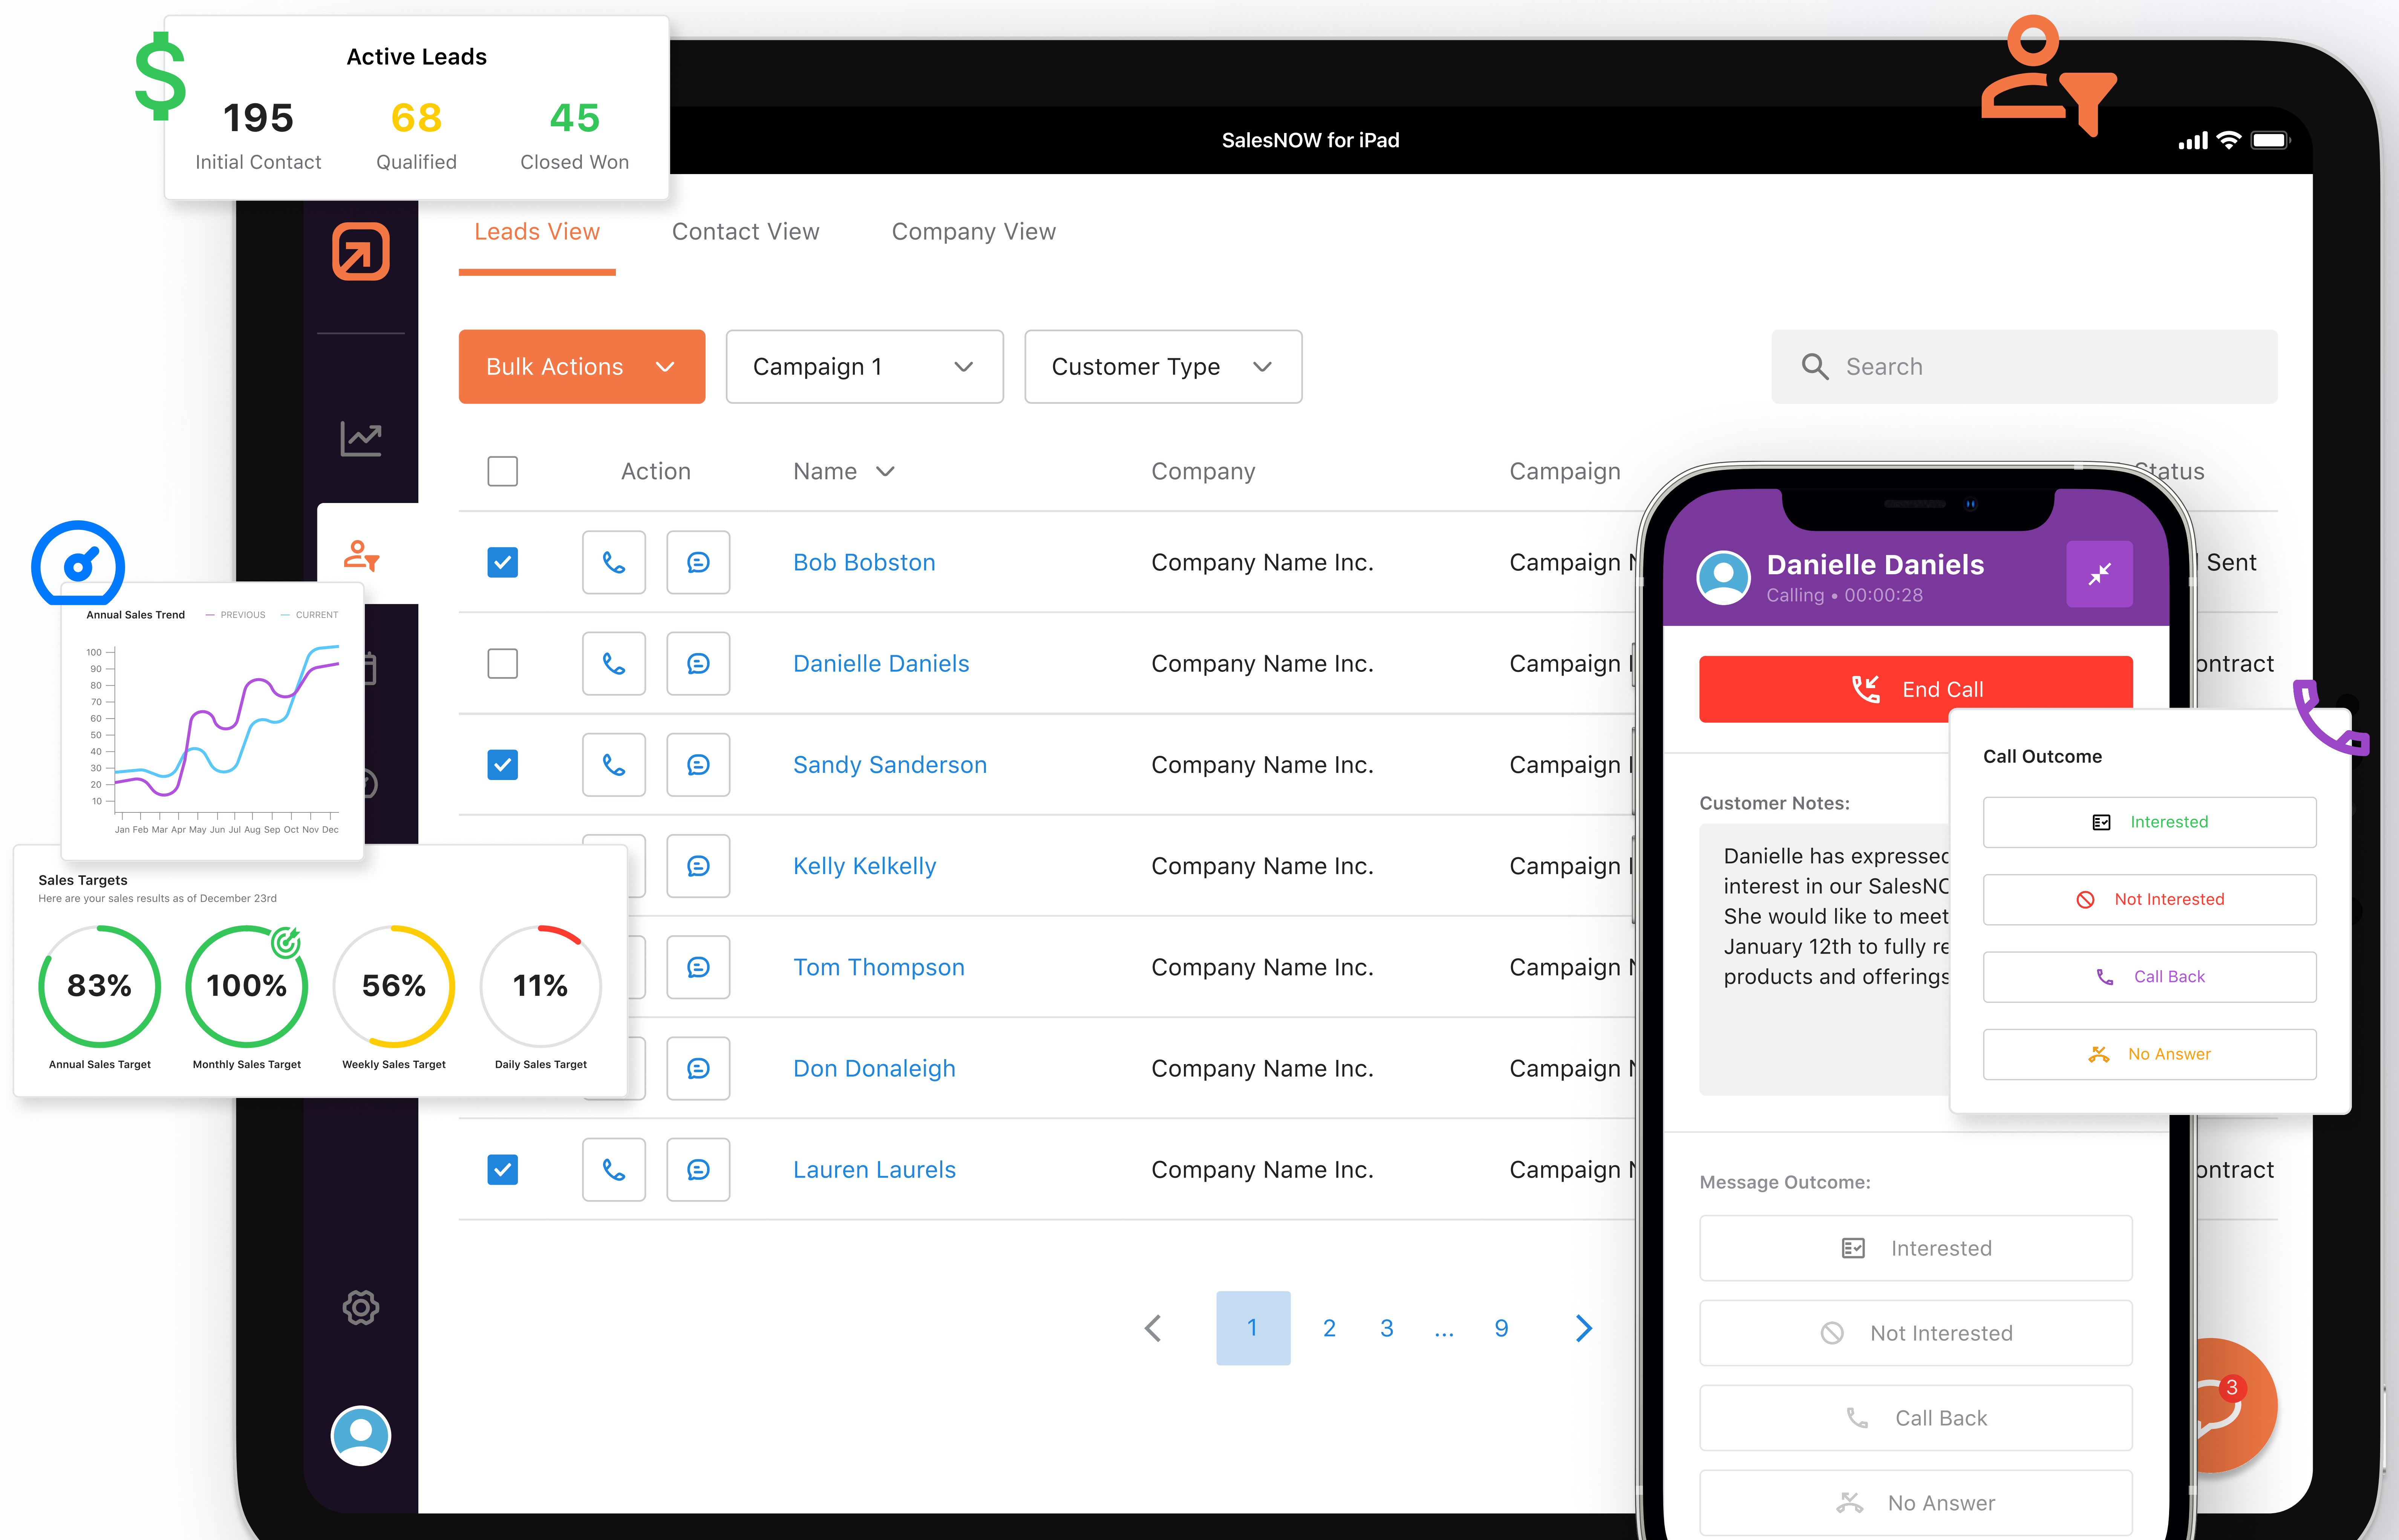 Active Leads
195 68 45
Initial Contact Qualified Closed Won
SalesNOW for iPad
Leads View Contact View Company View
Bulk Actions Campaign 1 Customer Type Search
Action Name Company Campaign
Bob Bobston Company Name Inc. Campaign Sent
Danielle Daniels Company Name Inc. Campaign
Sandy Sanderson Company Name Inc. Campaign
Kelly Kelkelly Company Name Inc. Campaign
Tom Thompson Company Name Inc. Campaign
Don Donaleigh Company Name Inc. Campaign
Lauren Laurels Company Name Inc. Campaign
1 2 3 ... 9
Annual Sales Trend PREVIOUS CURRENT
100
90
80
70
60
50
40
30
20
10
Jan Feb Mar Apr May Jun Jul Aug Sep Oct Nov Dec
Sales Targets
Here are your sales results as of December 23rd
83% 100% 56% 11%
Annual Sales Target Monthly Sales Target Weekly Sales Target Daily Sales Target
Danielle Daniels
Calling • 00:00:28
End Call
Customer Notes:
Danielle has
interest in our
She would like to meet
January 12th to fully
products and offerings
Call Outcome
Interested
Not Interested
Call Back
No Answer
Message Outcome:
Interested
Not Interested
Call Back
No Answer
3